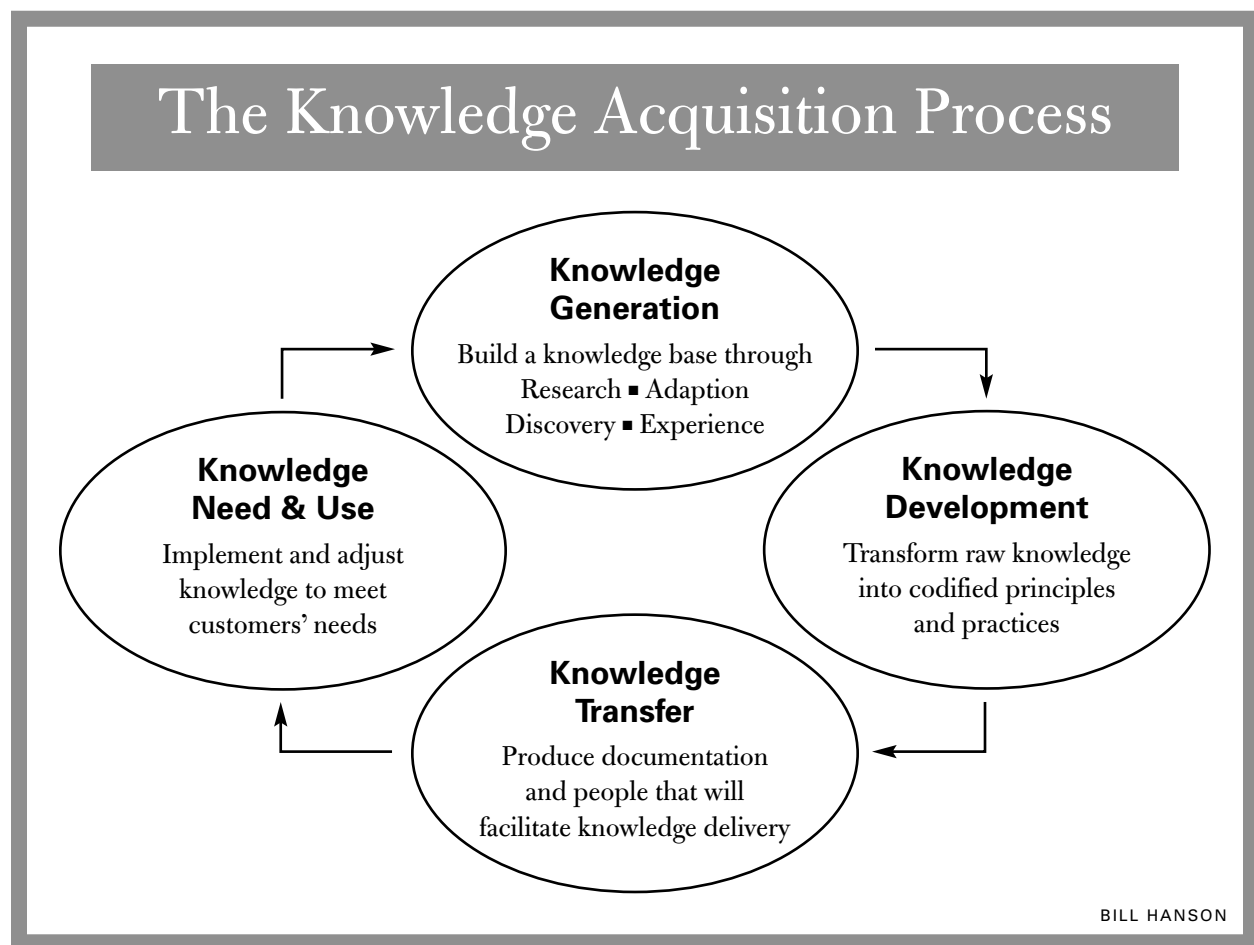 The Knowledge Acquisition Process
Knowledge
Generation
Build a knowledge base through
Research ▪ Adaption
Discovery ▪ Experience
Knowledge
Development
Transform raw knowledge
into codified principles
and practices
Knowledge
Transfer
Produce documentation
and people that will
facilitate knowledge delivery
Knowledge
Need & Use
Implement and adjust
knowledge to meet
customers’ needs
BILL HANSON